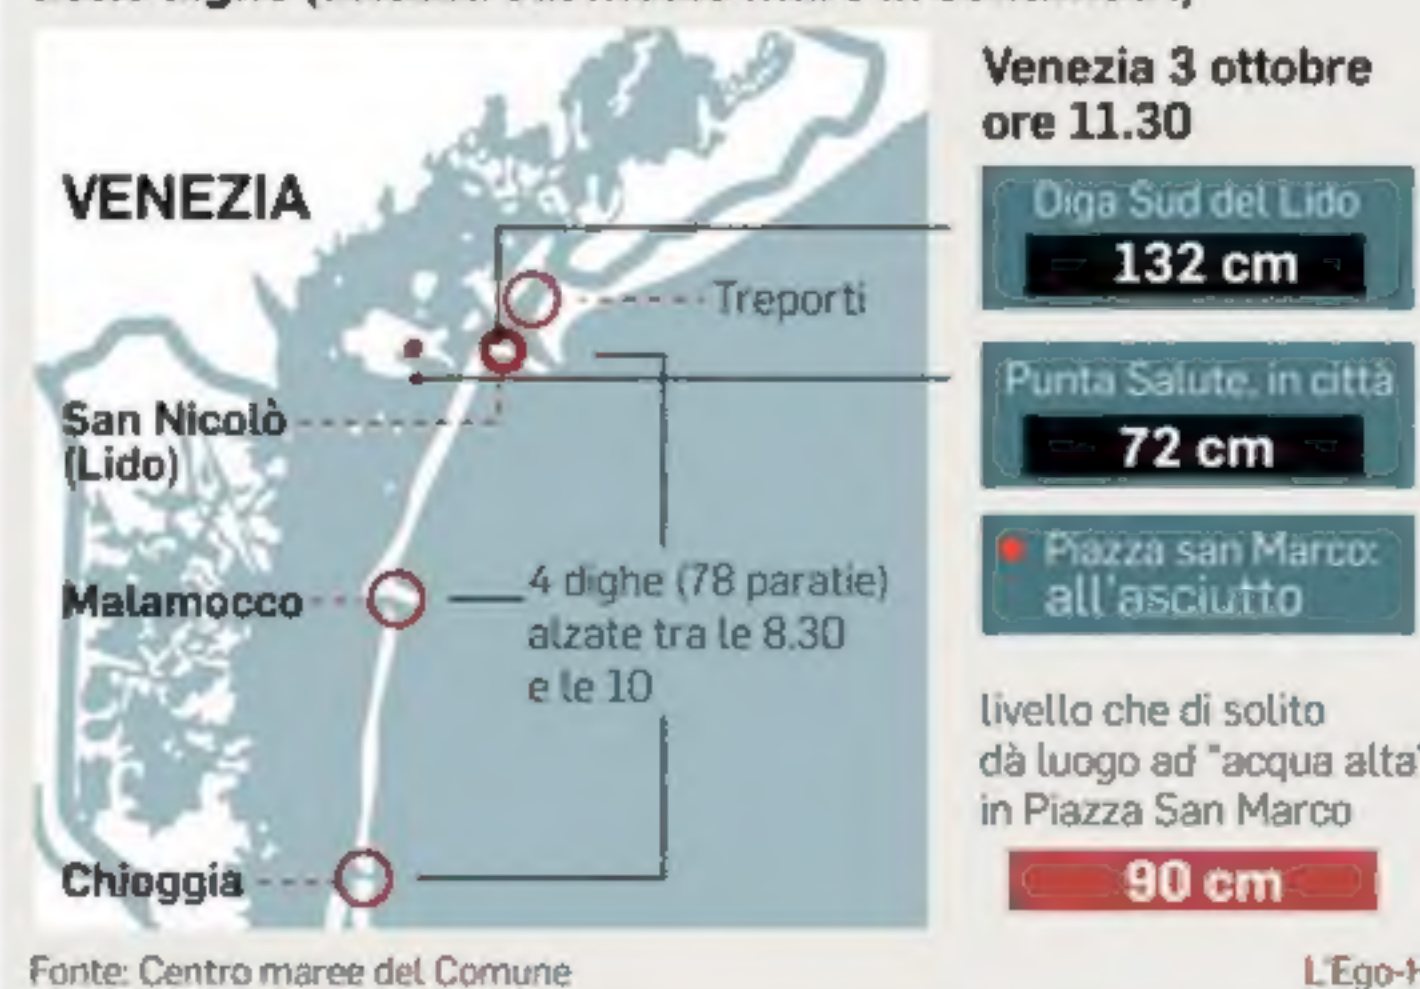 VENEZIA
Treporti
San Nicolò
(Lido)
Malamocco
4 dighe (78 paratie)
alzate tra le 8.30
e le 10
Chioggia
Fonte: Centro maree del Comune
Venezia 3 ottobre
ore 11.30
Diga Sud del Lido
132 cm
Punta Salute, in città
72 cm
Piazza san Marco:
all'asciutto
livello che di solito
dà luogo ad "acqua alta"
in Piazza San Marco
90 cm
L'Ego-H